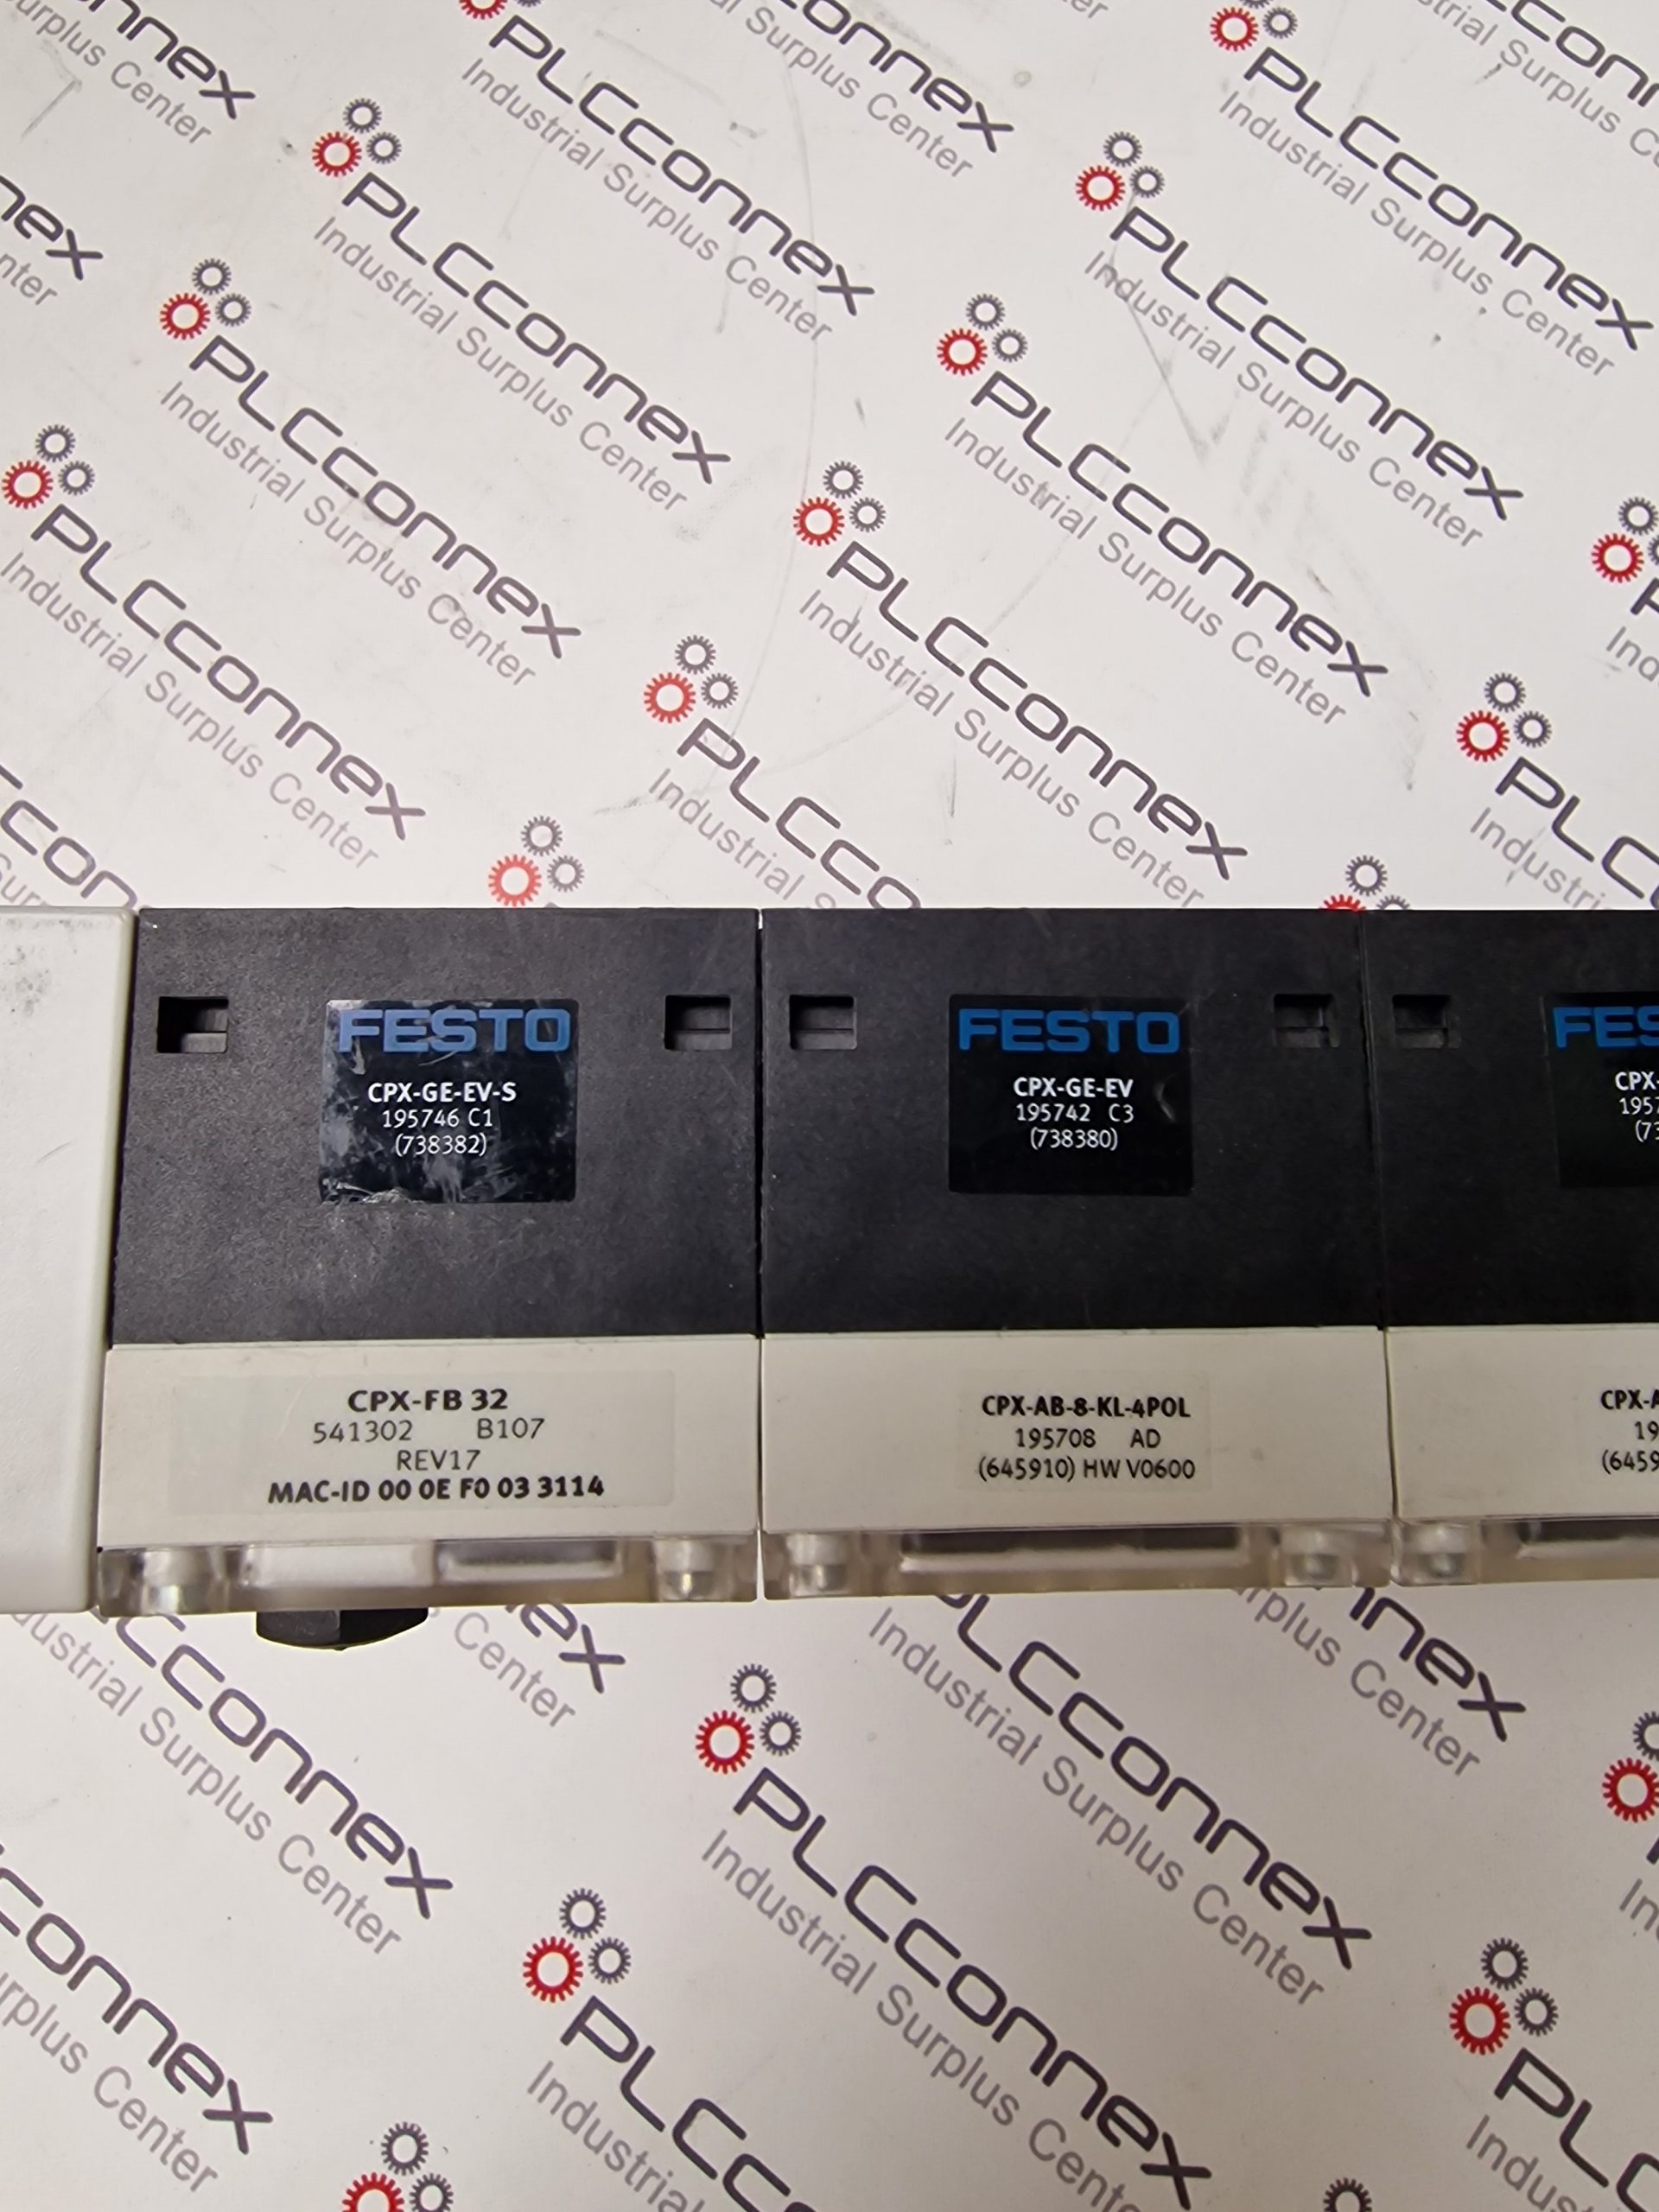 PLCconnex
Industrial Surplus Center
FESTO
CPX-GE-EV-S
195746 C1
(738382)
CPX-FB 32
541302 B107
REV17
MAC-ID 00 0E F0 03 3114
FESTO
CPX-GE-EV
195742 C3
(738380)
CPX-AB-8-KL-4POL
195708 AD
(645910) HW V0600